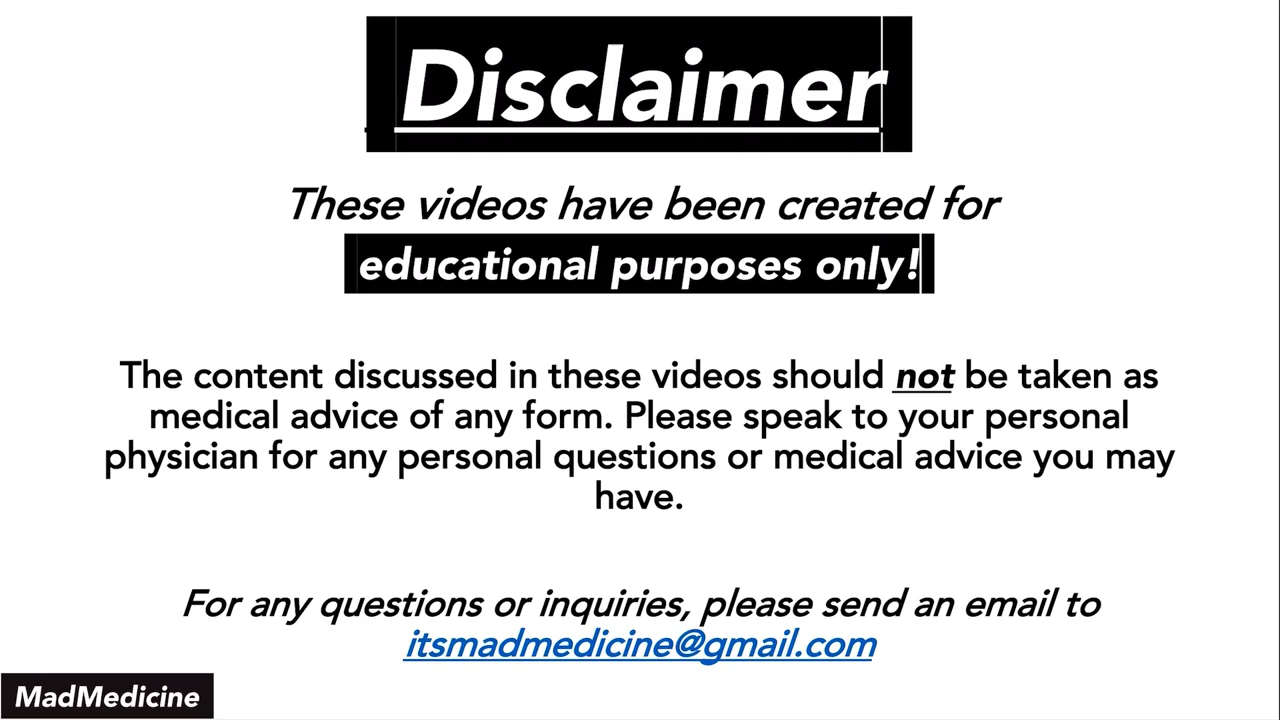 Disclaimer
These videos have been created for
educational purposes only!
The content discussed in these videos should not be taken as
medical advice of any form. Please speak to your personal
physician for any personal questions or medical advice you may
have.
For any questions or inquiries, please send an email to
itsmadmedicine@gmail.com
MadMedicine